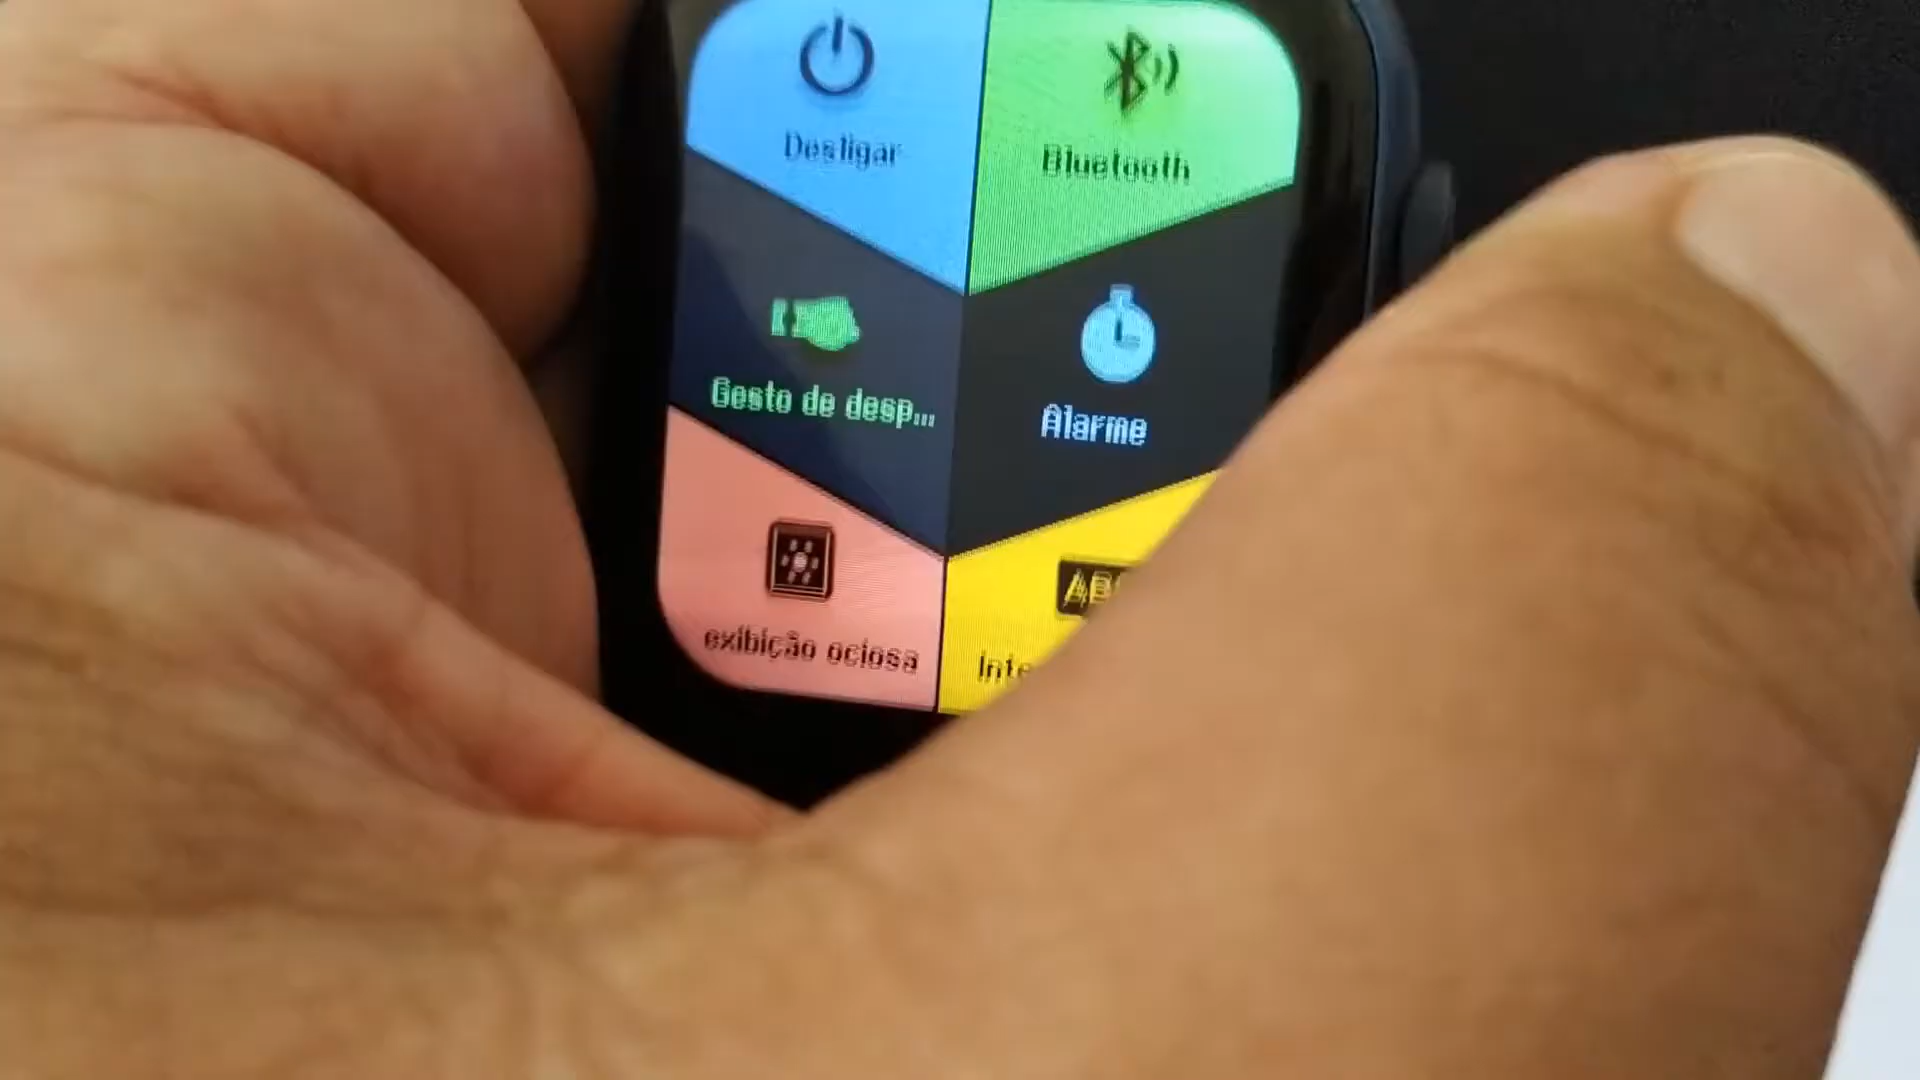 Desligar
Bluetooth
Gesto de desp...
Alarme
exibição ociosa